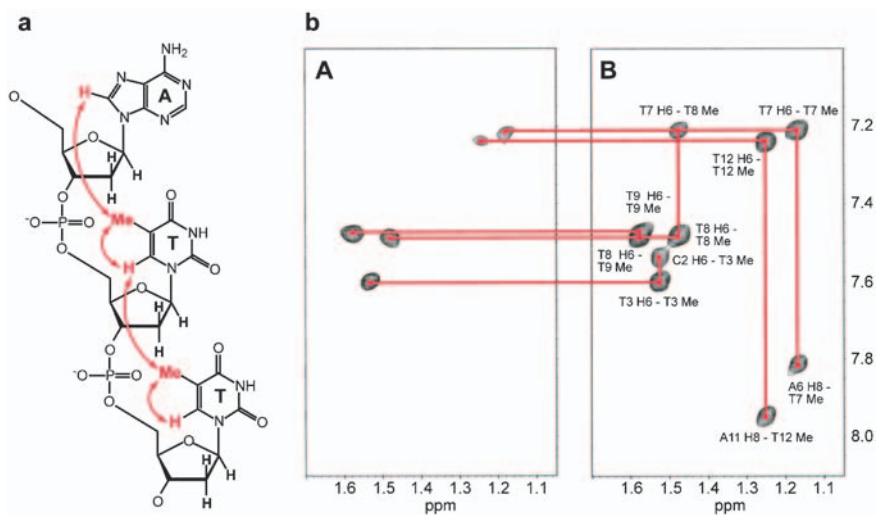 a
NH₂
H
N
N
N
N
A
O
O
H
H
H
O
⁻O-P=O
O
Me
O
NH
T
H
N
O
O
H
H
H
O
⁻O-P=O
O
Me
O
NH
T
H
N
O
O
H
H
H
O
b
A
B
T7 H6 - T8 Me
T7 H6 - T7 Me
T12 H6 -
T12 Me
T9 H6 -
T9 Me
T8 H6 -
T8 Me
T8 H6 -
T9 Me
C2 H6 - T3 Me
T3 H6 - T3 Me
A6 H8 -
T7 Me
A11 H8 - T12 Me
7.2
7.4
7.6
7.8
8.0
1.6 1.5 1.4 1.3 1.2 1.1
ppm
1.6 1.5 1.4 1.3 1.2 1.1
ppm